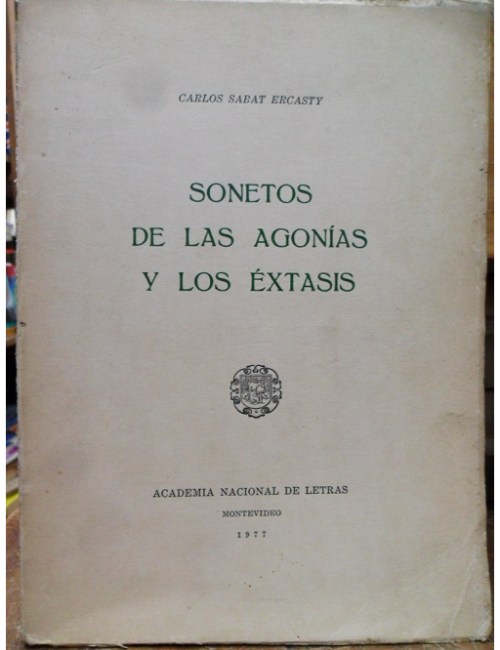 CARLOS SABAT ERCASTY
SONETOS
DE LAS AGONÍAS
Y LOS ÉXTASIS
ACADEMIA NACIONAL DE LETRAS
MONTEVIDEO
1977